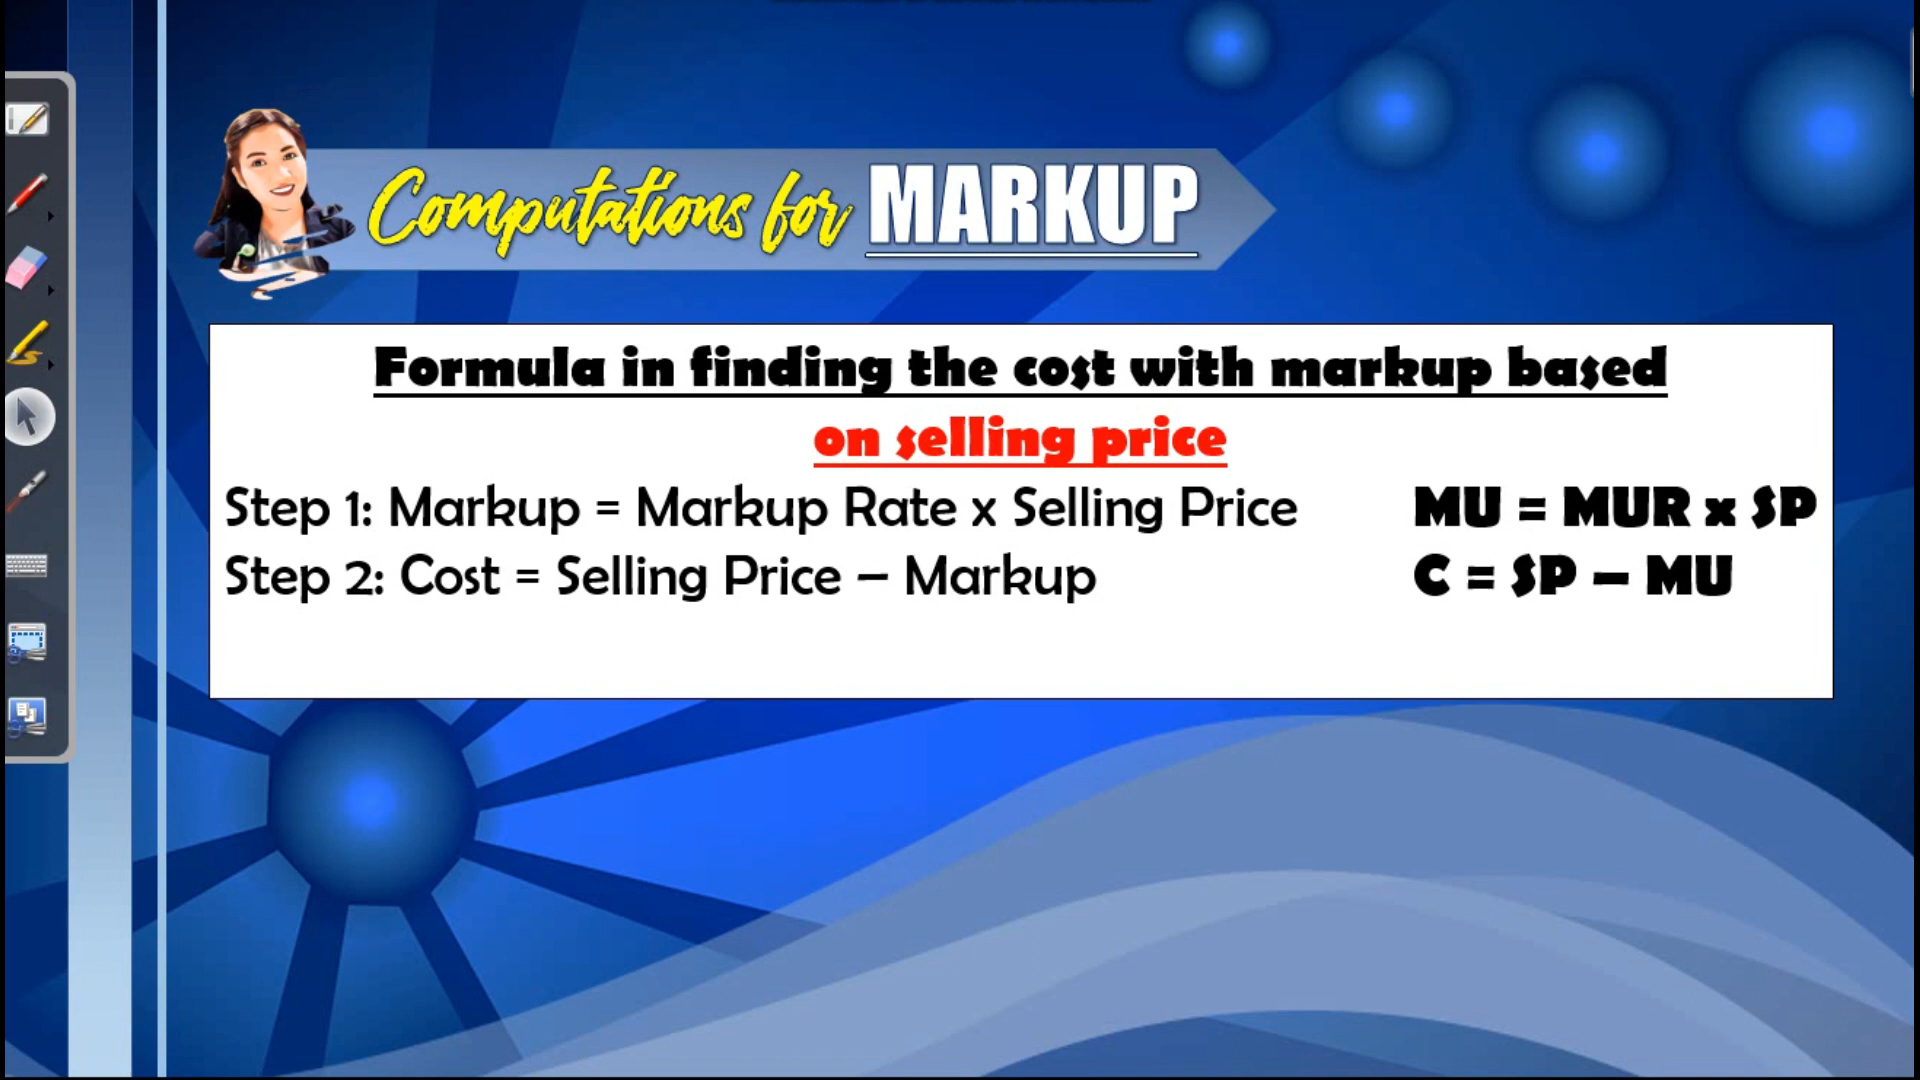 Computations for MARKUP
Formula in finding the cost with markup based
on selling price
Step 1: Markup = Markup Rate x Selling Price MU = MUR x SP
Step 2: Cost = Selling Price – Markup C = SP – MU